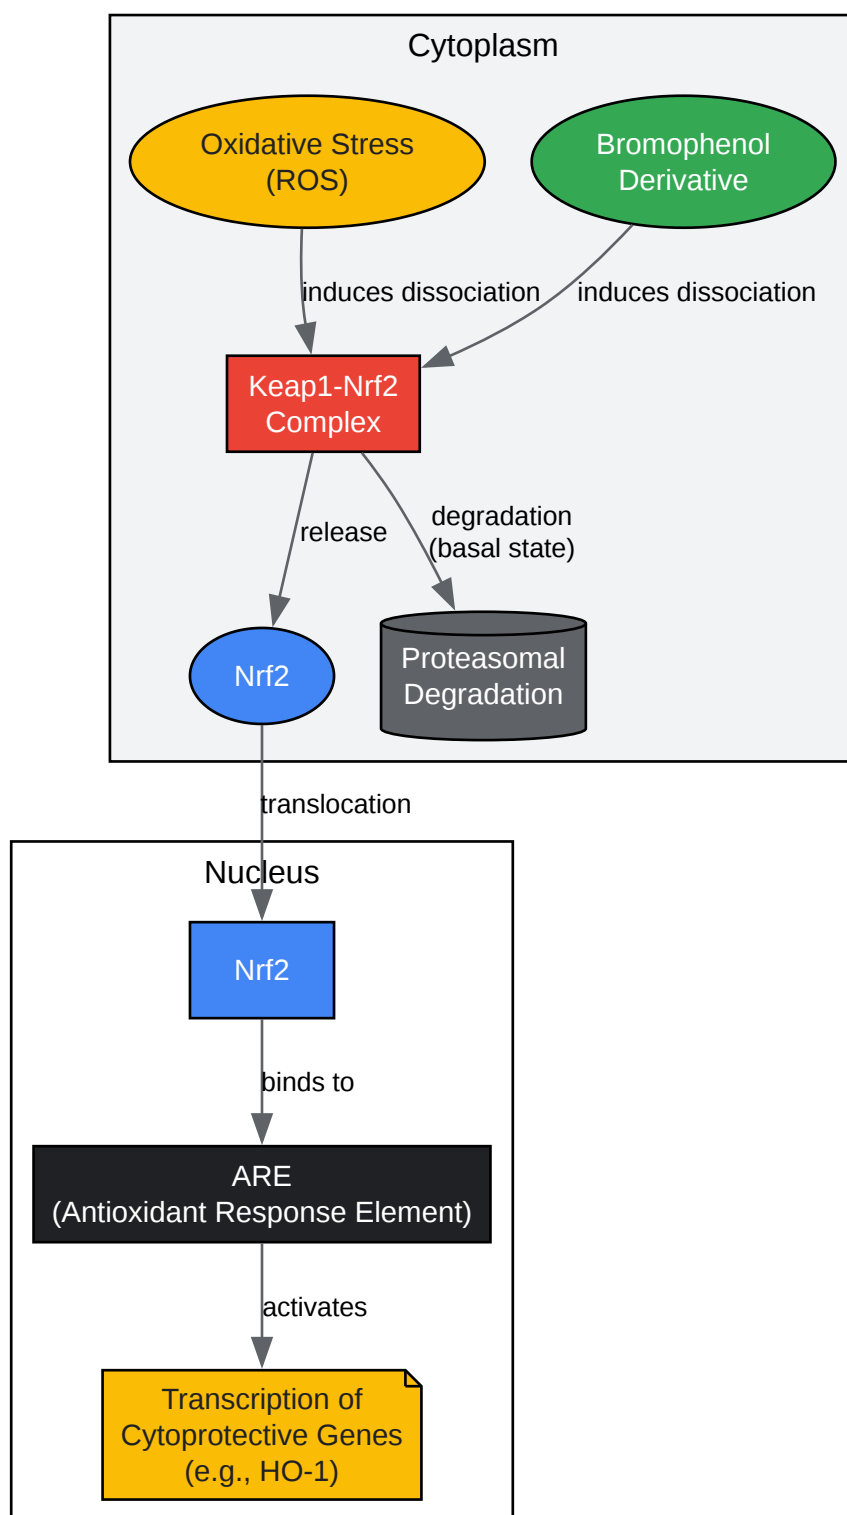 Cytoplasm
Oxidative Stress
(ROS)
Bromophenol
Derivative
induces dissociation
induces dissociation
Keap1-Nrf2
Complex
release
degradation
(basal state)
Nrf2
Proteasomal
Degradation
translocation
Nucleus
Nrf2
binds to
ARE
(Antioxidant Response Element)
activates
Transcription of
Cytoprotective Genes
(e.g., HO-1)